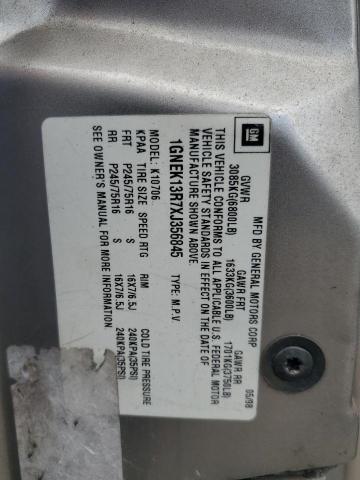 GM
MFD BY GENERAL MOTORS CORP 05/98
GVWR GAWR FRT GAWR RR
3085KG(6800LB) 1633KG(3600LB) 1701KG(3750LB)
THIS VEHICLE CONFORMS TO ALL APPLICABLE U.S. FEDERAL MOTOR
VEHICLE SAFETY STANDARDS IN EFFECT ON THE DATE OF
MANUFACTURE SHOWN ABOVE.
1GNEK13R7XJ356845 TYPE: M.P.V
K10706
KPAA TIRE SIZE SPEED RTG RIM COLD TIRE PRESSURE
FRT P245/75R16 S 16X7/6.5J 240KPA(35PSI)
RR P245/75R16 S 16X7/6.5J 240KPA(35PSI)
SEE OWNER'S MANUAL FOR MORE INFORMATION.